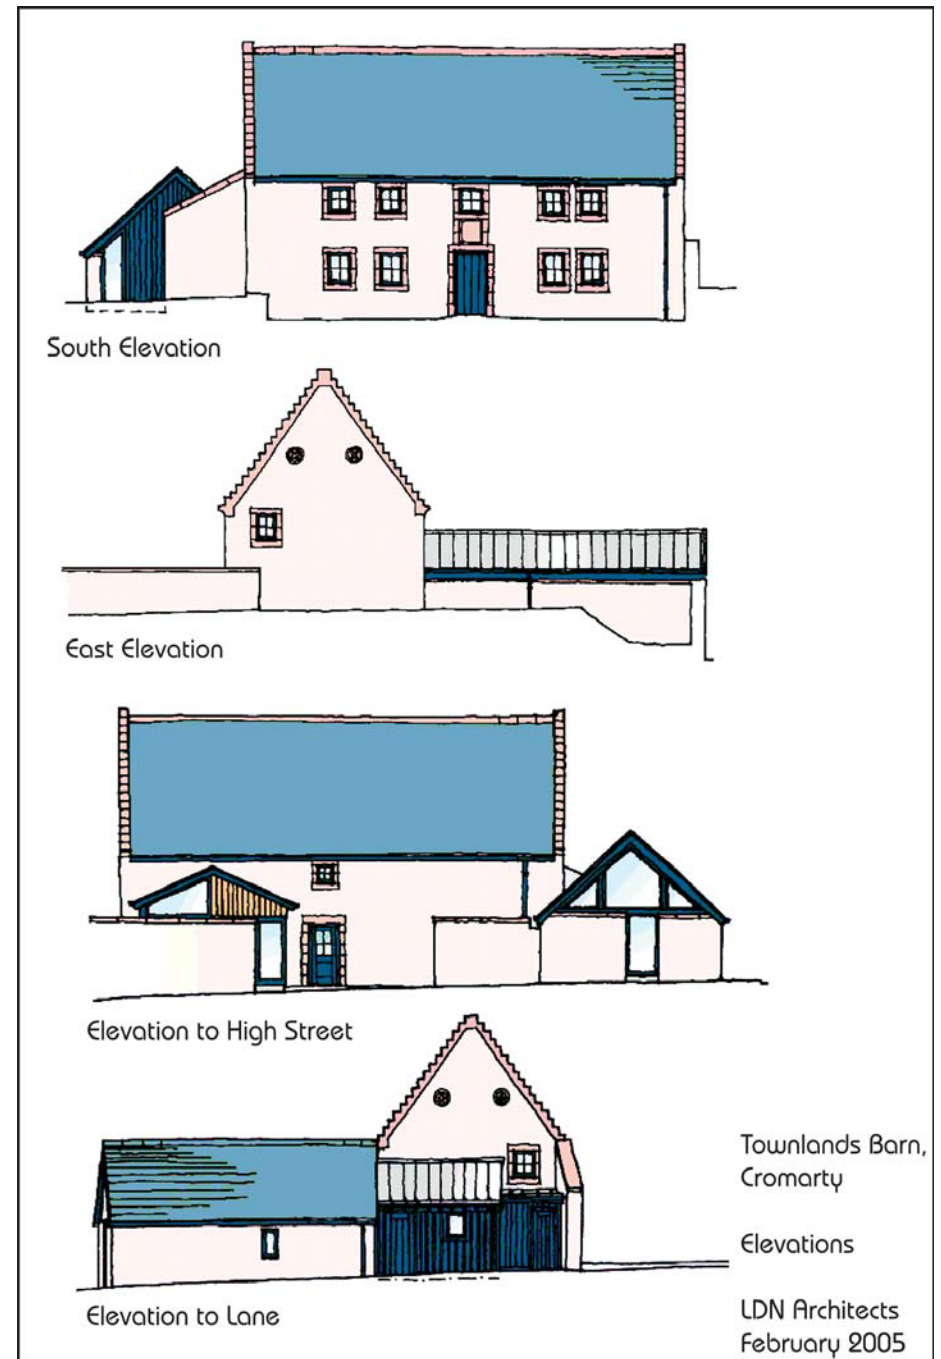 South Elevation
East Elevation
Elevation to High Street
Elevation to Lane
Townlands Barn,
Cromarty
Elevations
LDN Architects
February 2005